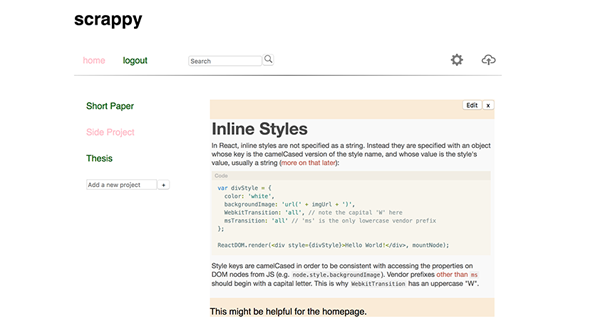 scrappy
home logout Search
Short Paper
Side Project
Thesis
Add a new project +
Edit x
Inline Styles
In React, inline styles are not specified as a string. Instead they are specified with an object
whose key is the camelCased version of the style name, and whose value is the style's
value, usually a string (more on that later):
Code
var divStyle = {
color: 'white',
backgroundImage: 'url(' + imgUrl + ')',
WebkitTransition: 'all', // note the capital 'W' here
msTransition: 'all' // 'ms' is the only lowercase vendor prefix
};
ReactDOM.render(<div style={divStyle}>Hello World!</div>, mountNode);
Style keys are camelCased in order to be consistent with accessing the properties on
DOM nodes from JS (e.g. node.style.backgroundImage). Vendor prefixes other than ms
should begin with a capital letter. This is why WebkitTransition has an uppercase "W".
This might be helpful for the homepage.